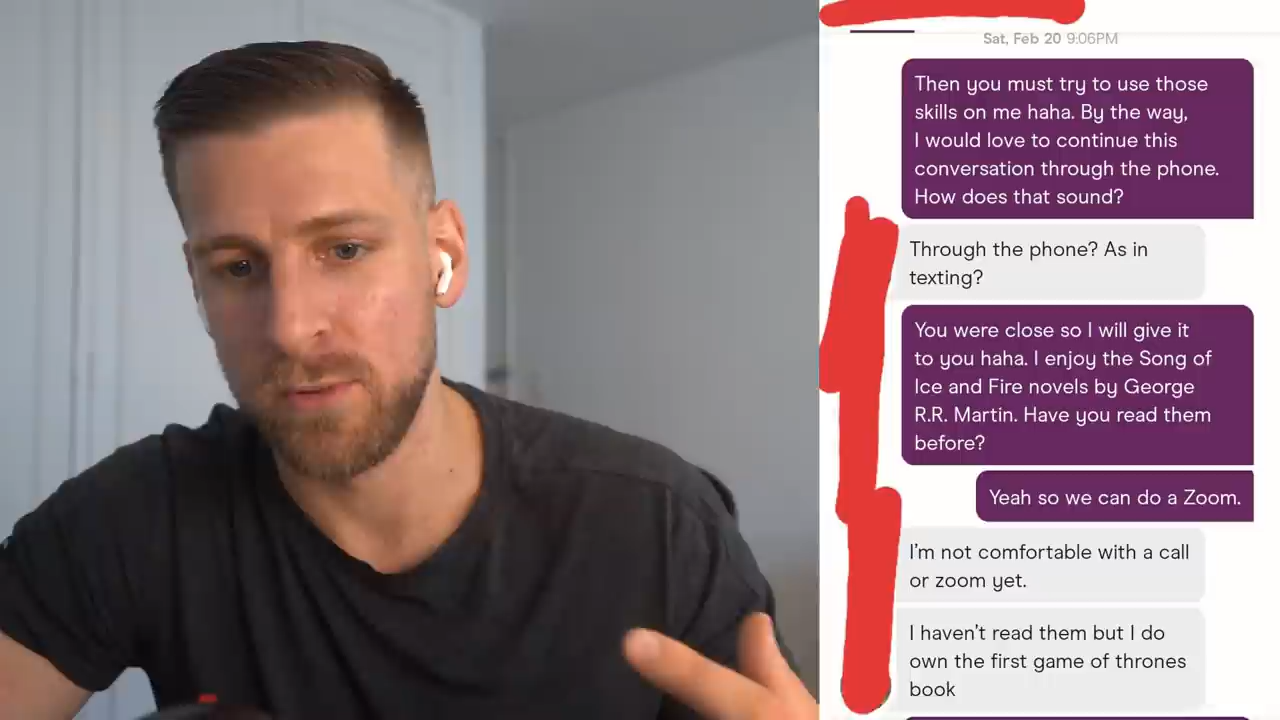 Sat, Feb 20 9:06PM
Then you must try to use those
skills on me haha. By the way,
I would love to continue this
conversation through the phone.
How does that sound?
Through the phone? As in
texting?
You were close so I will give it
to you haha. I enjoy the Song of
Ice and Fire novels by George
R.R. Martin. Have you read them
before?
Yeah so we can do a Zoom.
I'm not comfortable with a call
or zoom yet.
I haven't read them but I do
own the first game of thrones
book